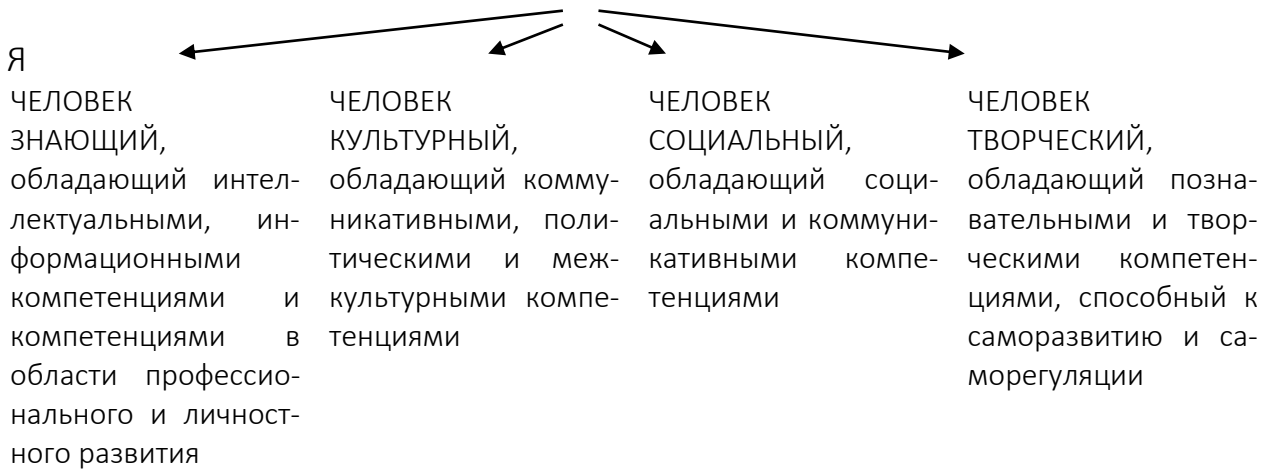 Я
ЧЕЛОВЕК
ЗНАЮЩИЙ,
обладающий интел-
лектуальными, ин-
формационными
компетенциями и
компетенциями в
области профессио-
нального и личност-
ного развития
ЧЕЛОВЕК
КУЛЬТУРНЫЙ,
обладающий комму-
никативными, поли-
тическими и меж-
культурными компе-
тенциями
ЧЕЛОВЕК
СОЦИАЛЬНЫЙ,
обладающий соци-
альными и коммуни-
кативными компе-
тенциями
ЧЕЛОВЕК
ТВОРЧЕСКИЙ,
обладающий позна-
вательными и твор-
ческими компетен-
циями, способный к
саморазвитию и са-
морегуляции